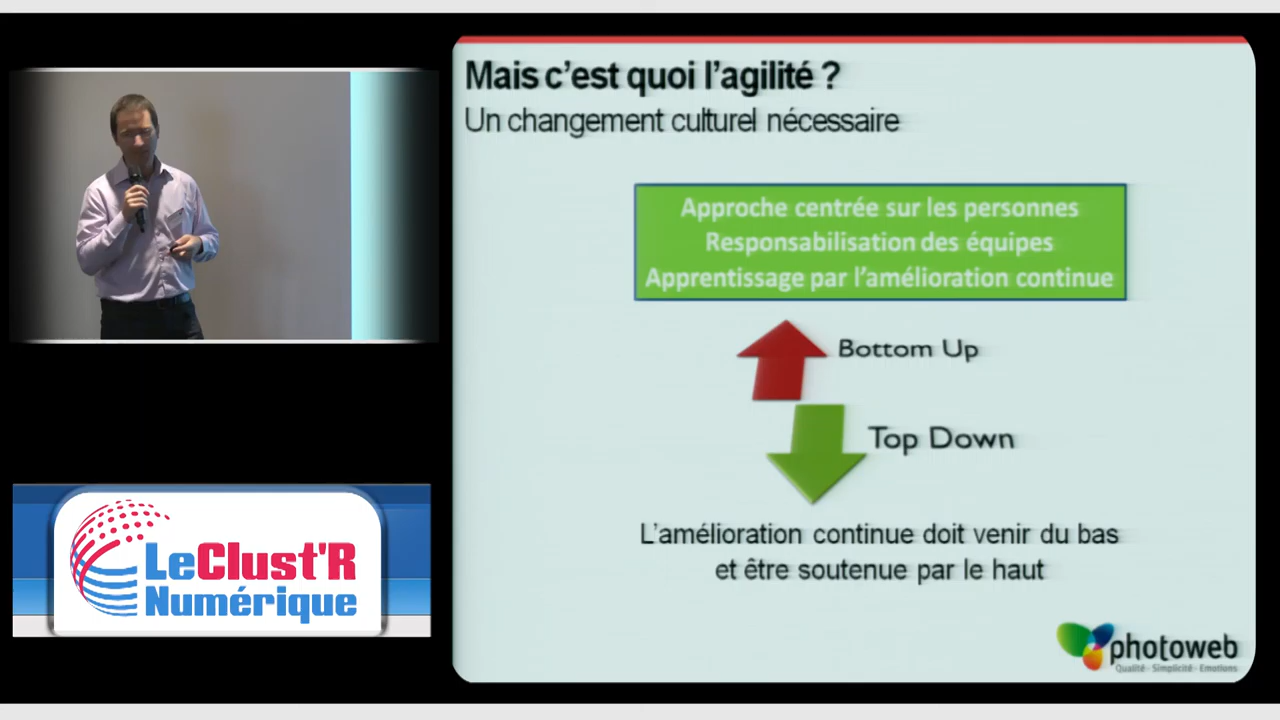 Mais c'est quoi l'agilité ?
Un changement culturel nécessaire
Approche centrée sur les personnes
Responsabilisation des équipes
Apprentissage par l'amélioration continue
Bottom Up
Top Down
L'amélioration continue doit venir du bas
et être soutenue par le haut
LeClust'R
Numérique
photoweb
Qualité - Simplicité - Emotions